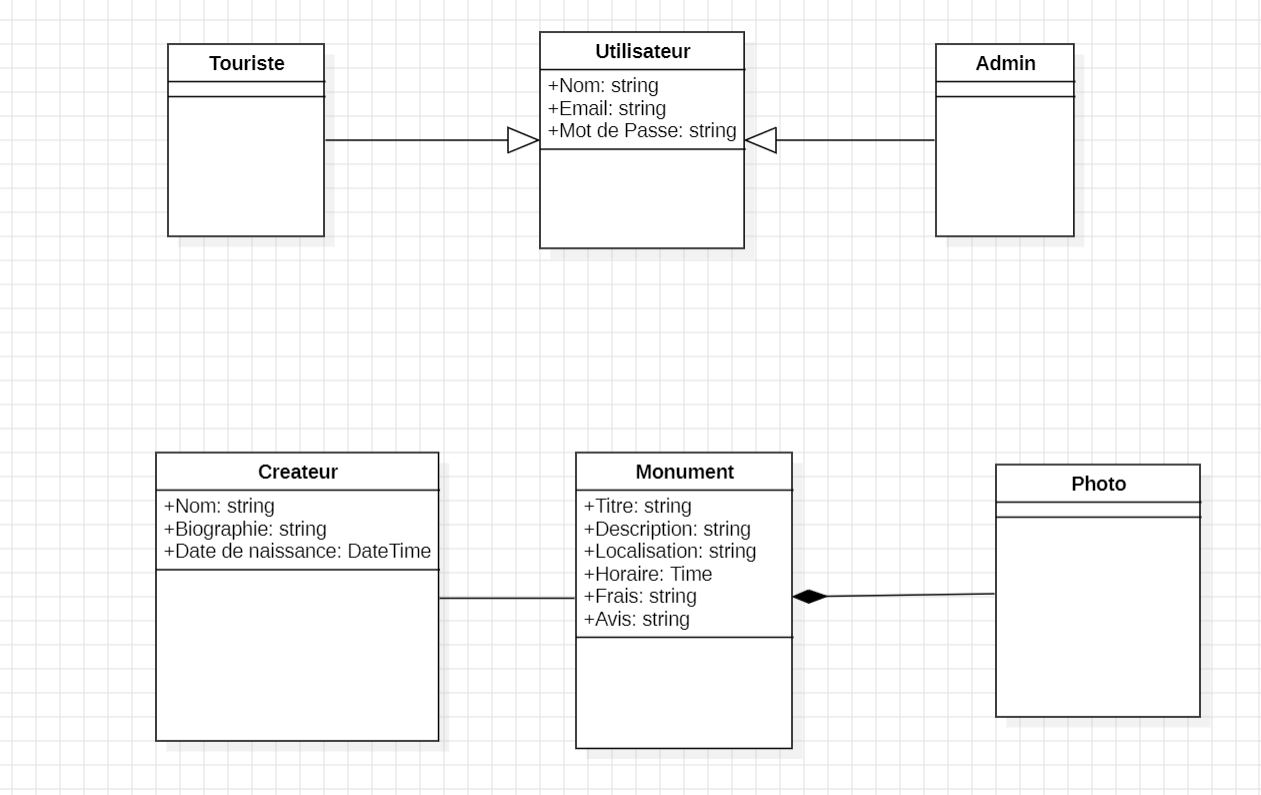 Touriste
Utilisateur
+Nom: string
+Email: string
+Mot de Passe: string
Admin
Createur
+Nom: string
+Biographie: string
+Date de naissance: DateTime
Monument
+Titre: string
+Description: string
+Localisation: string
+Horaire: Time
+Frais: string
+Avis: string
Photo